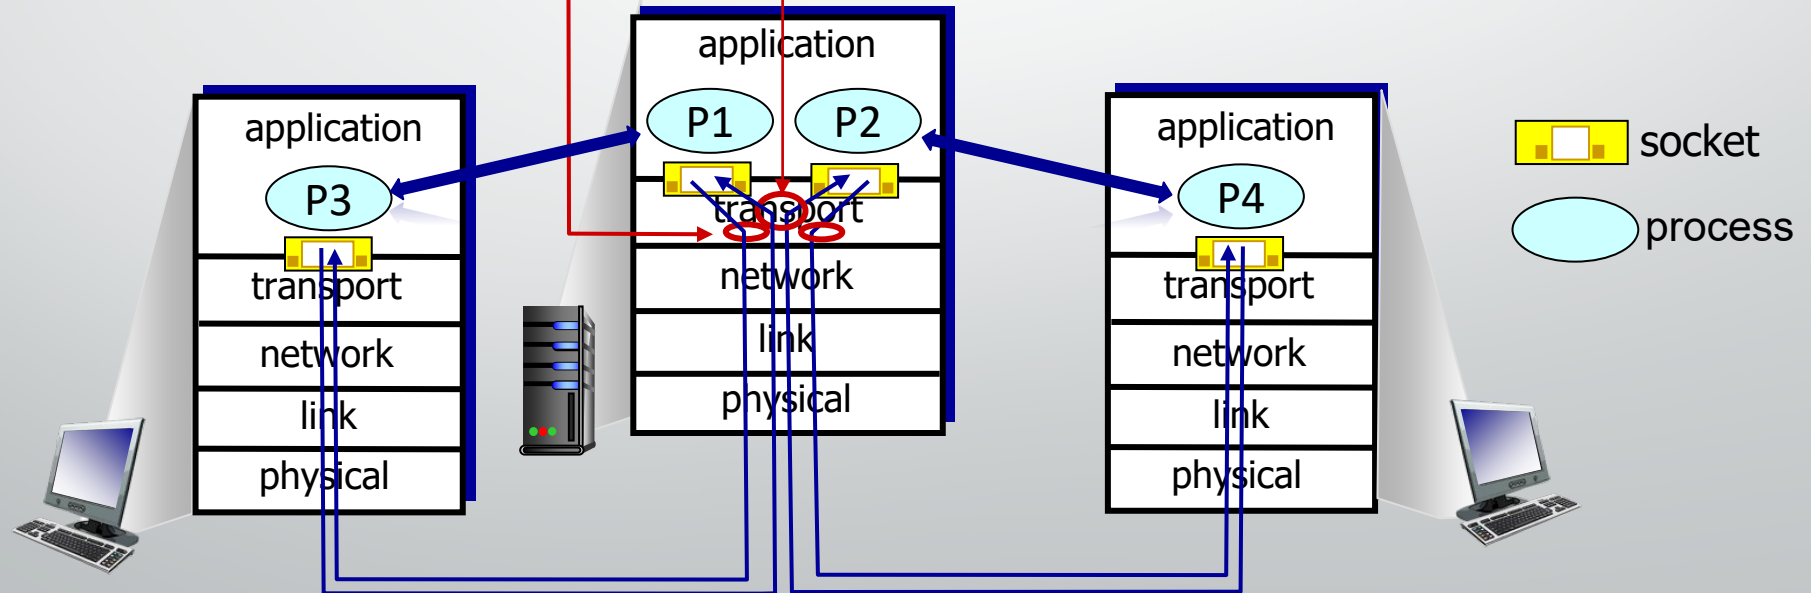 application
P1
P2
transport
network
link
physical
application
P3
transport
network
link
physical
application
P4
transport
network
link
physical
socket
process